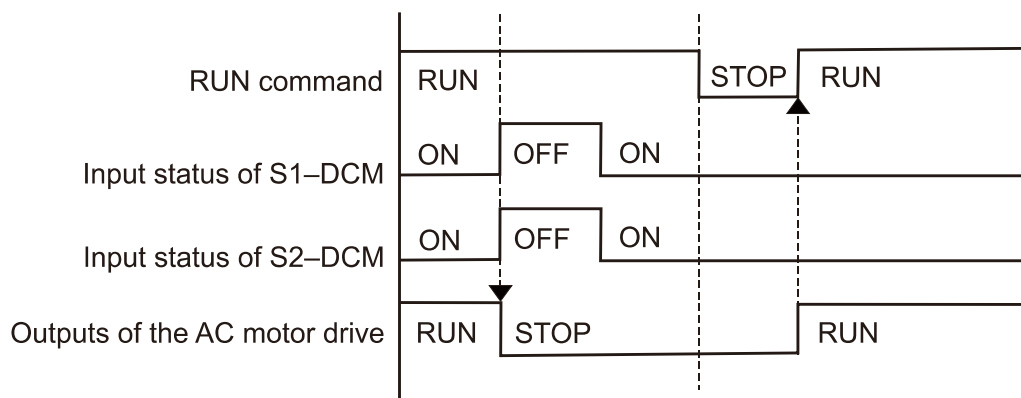 RUN command RUN STOP RUN
Input status of S1–DCM ON OFF ON
Input status of S2–DCM ON OFF ON
Outputs of the AC motor drive RUN STOP RUN